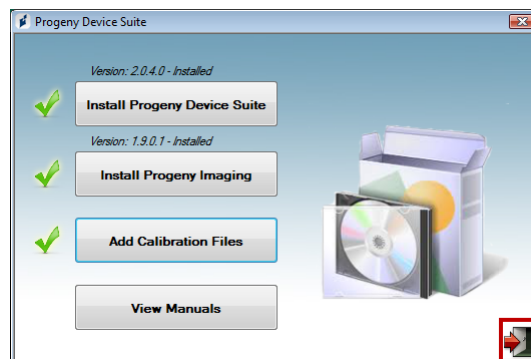 Progeny Device Suite
Version: 2.0.4.0 - Installed
Install Progeny Device Suite
Version: 1.9.0.1 - Installed
Install Progeny Imaging
Add Calibration Files
View Manuals